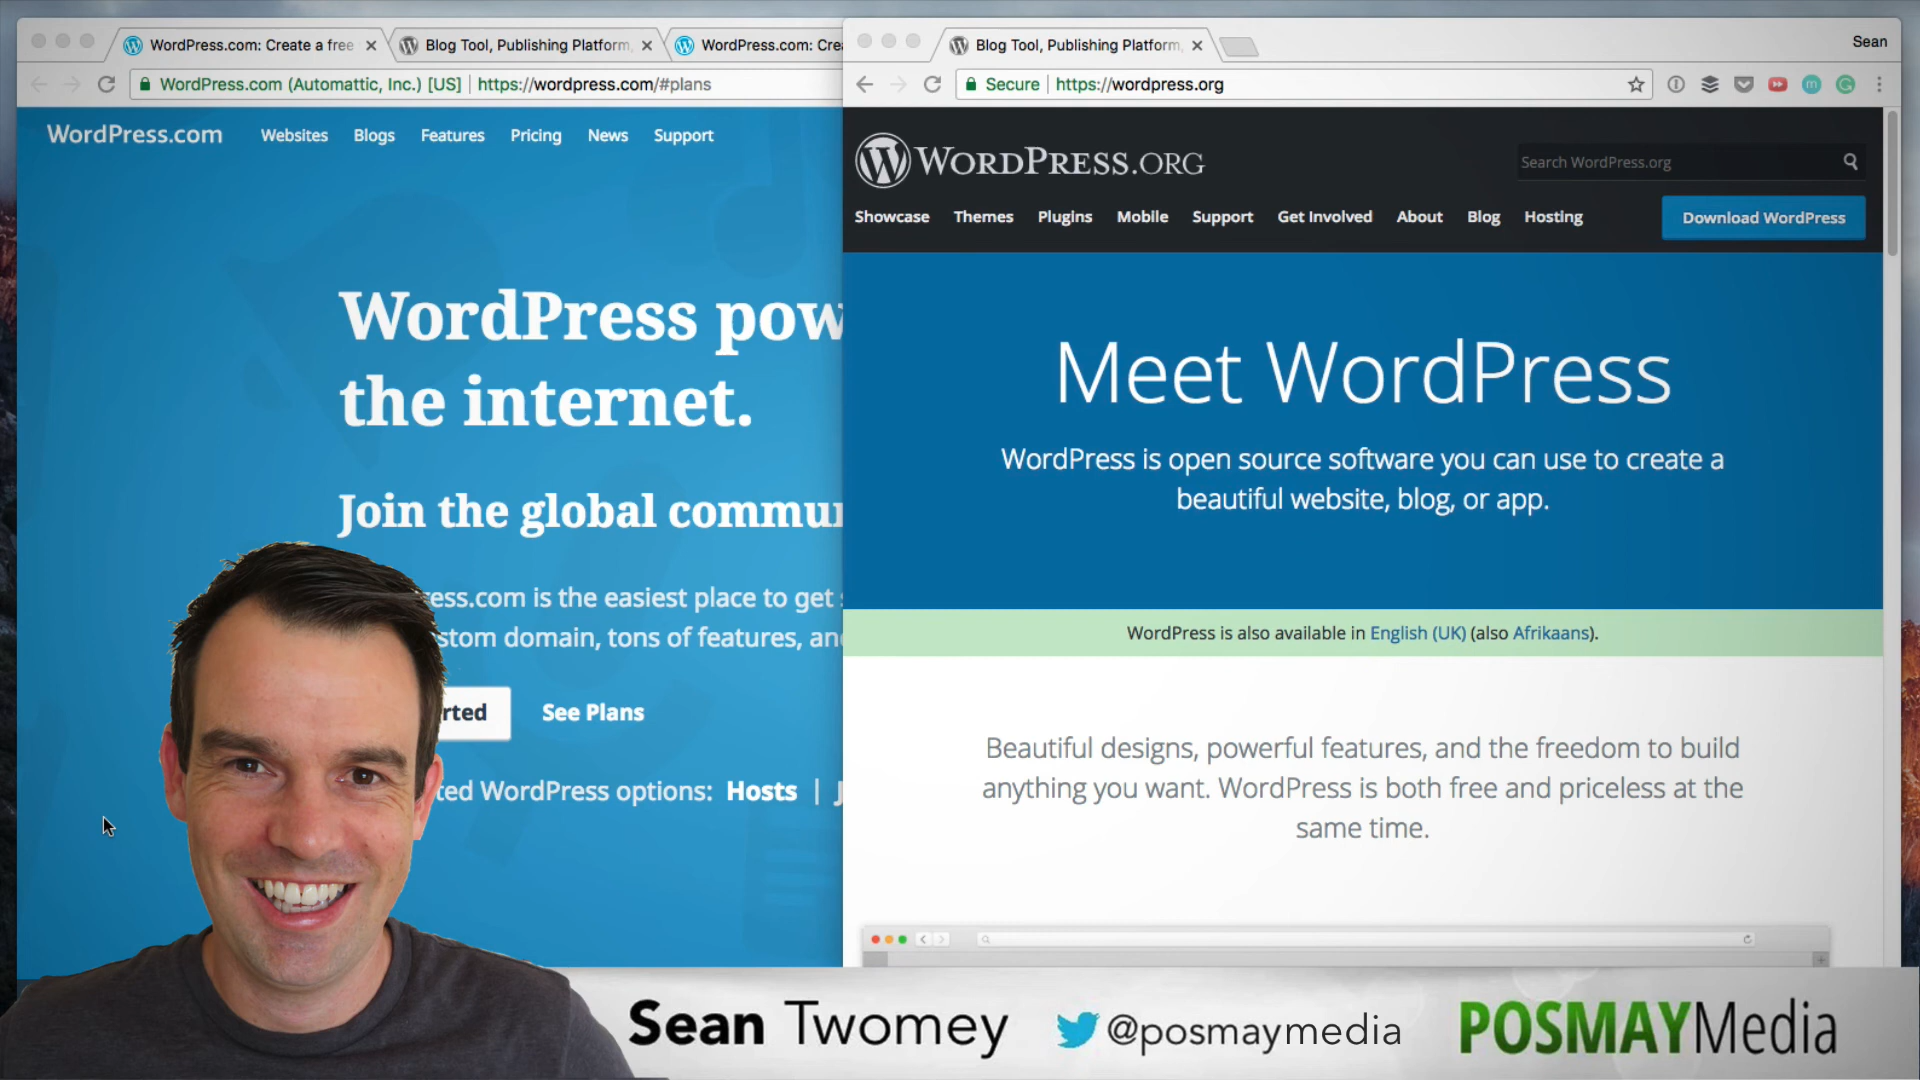 WordPress.com: Create a free
Blog Tool, Publishing Platform,
WordPress.com: Crea
WordPress.com (Automattic, Inc.) [US]
https://wordpress.com/#plans
WordPress.com
Websites
Blogs
Features
Pricing
News
Support
WordPress pow
the internet.
Join the global commun
ess.com is the easiest place to get
stom domain, tons of features, and
rted
See Plans
ted WordPress options: Hosts |
Blog Tool, Publishing Platform,
Sean
Secure
https://wordpress.org
WORDPRESS.ORG
Search WordPress.org
Showcase
Themes
Plugins
Mobile
Support
Get Involved
About
Blog
Hosting
Download WordPress
Meet WordPress
WordPress is open source software you can use to create a
beautiful website, blog, or app.
WordPress is also available in English (UK) (also Afrikaans).
Beautiful designs, powerful features, and the freedom to build
anything you want. WordPress is both free and priceless at the
same time.
Sean Twomey
@posmaymedia
POSMAYMedia